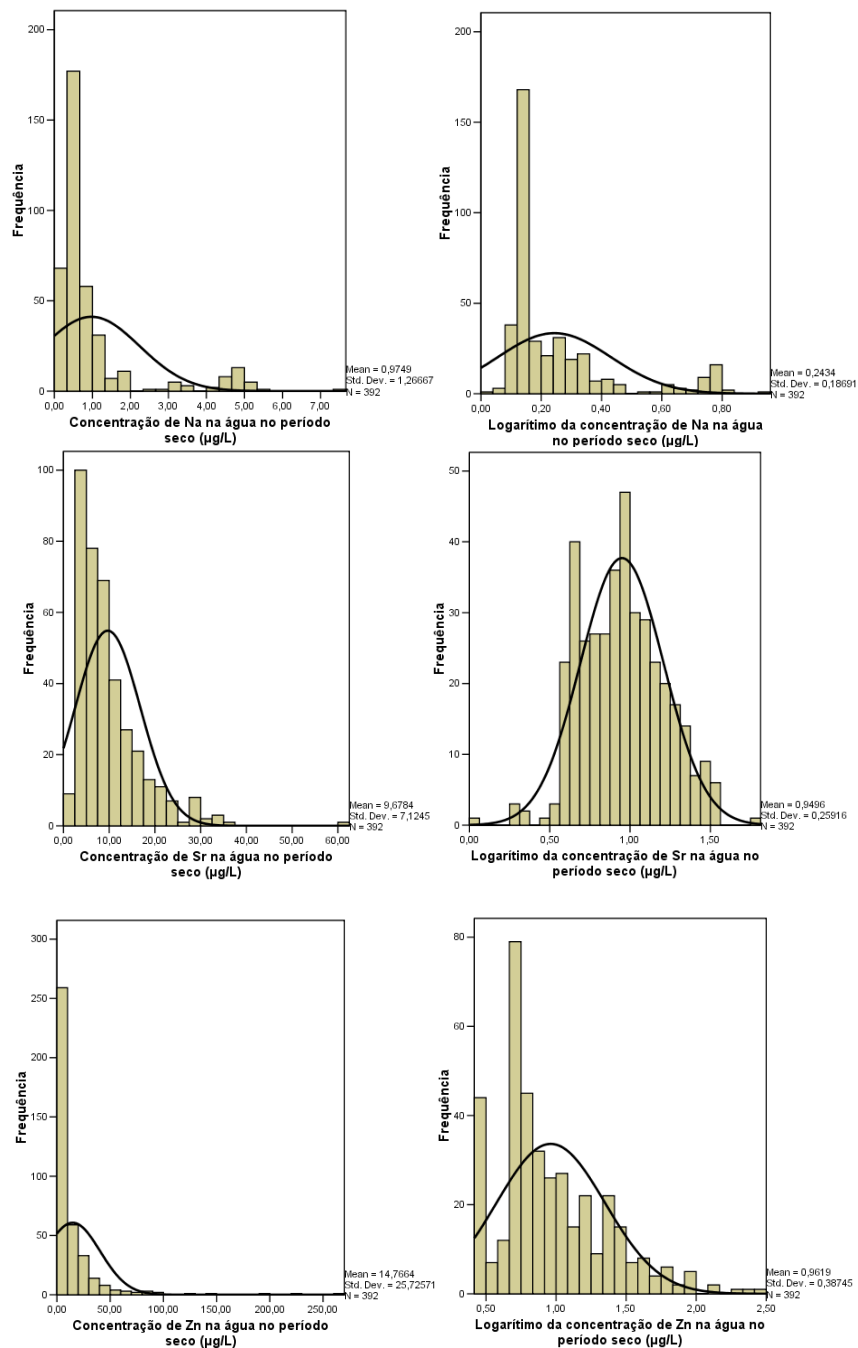 200
150
100
50
0
Frequência
0,00 1,00 2,00 3,00 4,00 5,00 6,00 7,00
Concentração de Na na água no período
seco (µg/L)
Mean = 0,9749
Std. Dev. = 1,26667
N = 392
200
150
100
50
0
Frequência
0,00 0,20 0,40 0,60 0,80
Logarítimo da concentração de Na na água
no período seco (µg/L)
Mean = 0,2434
Std. Dev. = 0,18691
N = 392
100
80
60
40
20
0
Frequência
0,00 10,00 20,00 30,00 40,00 50,00 60,00
Concentração de Sr na água no período
seco (µg/L)
Mean = 9,6784
Std. Dev. = 7,1245
N = 392
50
40
30
20
10
0
Frequência
0,00 0,50 1,00 1,50
Logarítimo da concentração de Sr na água no
período seco (µg/L)
Mean = 0,9496
Std. Dev. = 0,25916
N = 392
300
250
200
150
100
50
0
Frequência
0,00 50,00 100,00 150,00 200,00 250,00
Concentração de Zn na água no período
seco (µg/L)
Mean = 14,7664
Std. Dev. = 25,72571
N = 392
80
60
40
20
0
Frequência
0,50 1,00 1,50 2,00 2,50
Logarítimo da concentração de Zn na água no
período seco (µg/L)
Mean = 0,9619
Std. Dev. = 0,38745
N = 392